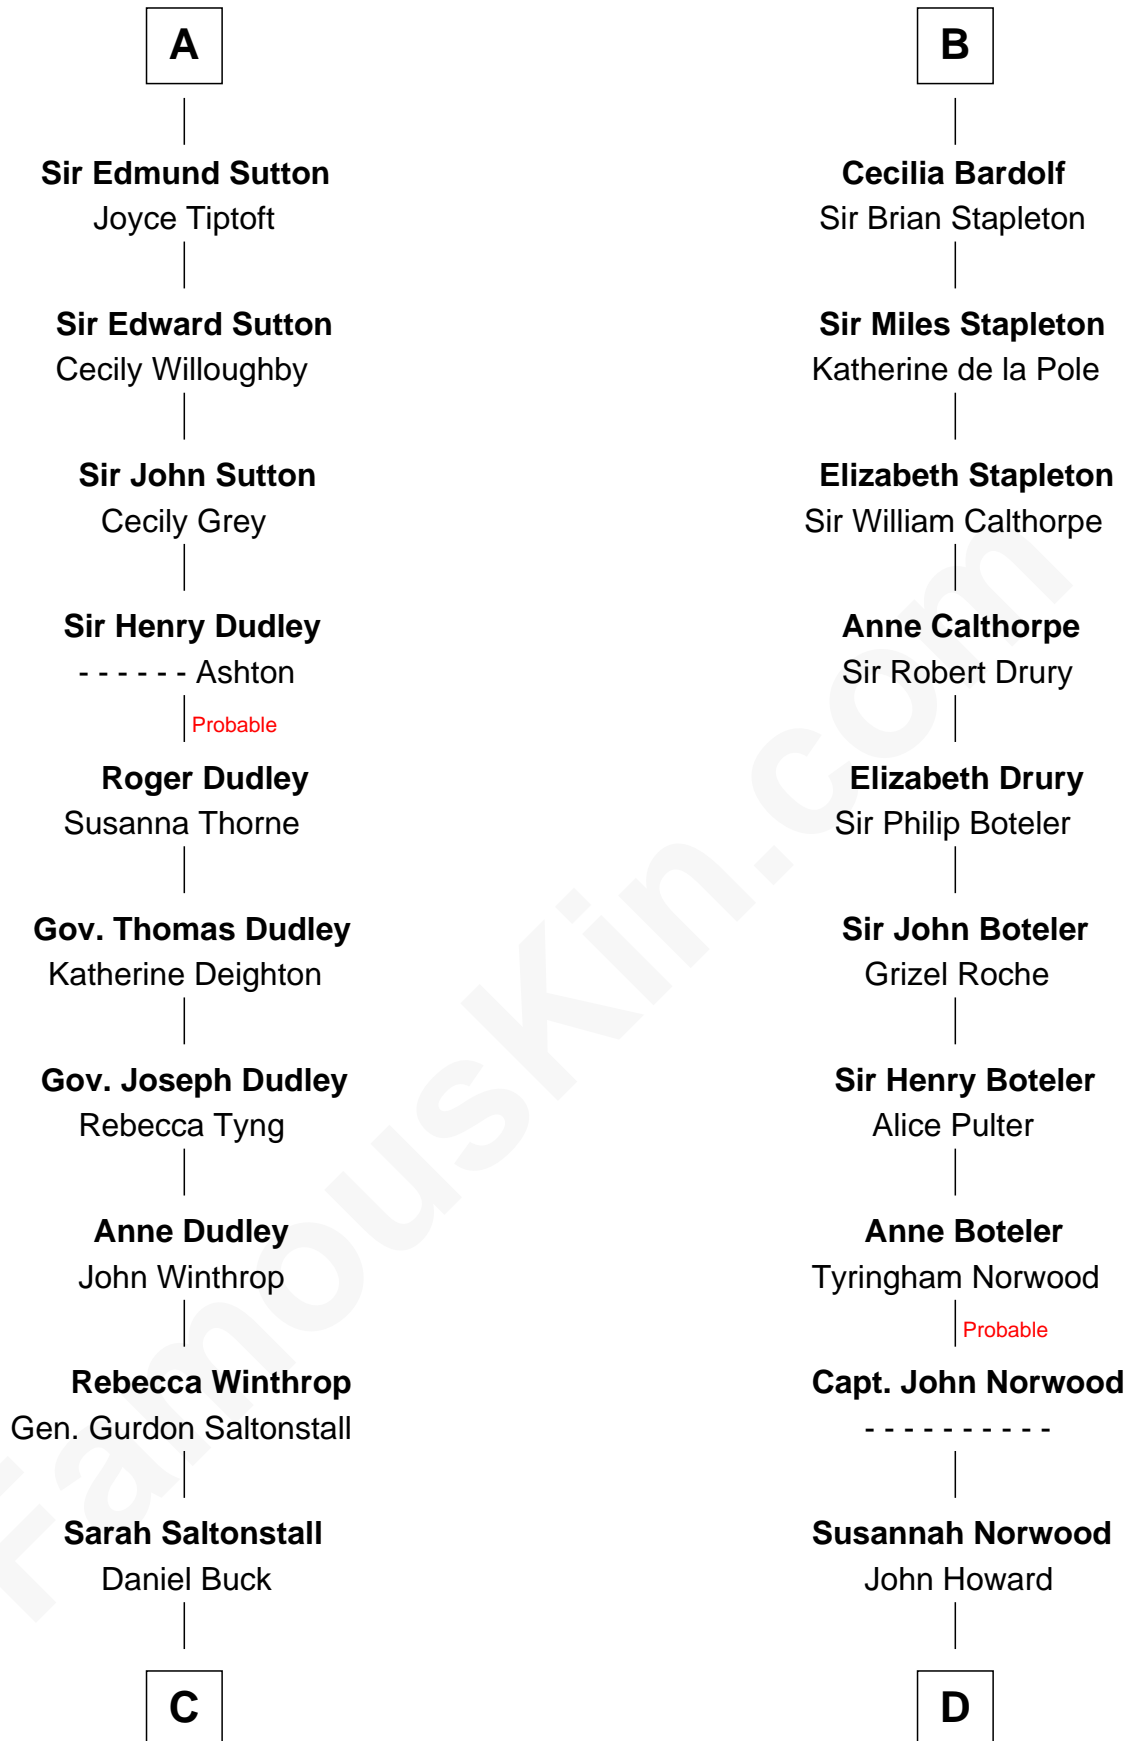 A
Sir Edmund Sutton
Joyce Tiptoft
Sir Edward Sutton
Cecily Willoughby
Sir John Sutton
Cecily Grey
Sir Henry Dudley
- - - - - - Ashton
Probable
Roger Dudley
Susanna Thorne
Gov. Thomas Dudley
Katherine Deighton
Gov. Joseph Dudley
Rebecca Tyng
Anne Dudley
John Winthrop
Rebecca Winthrop
Gen. Gurdon Saltonstall
Sarah Saltonstall
Daniel Buck
C
B
Cecilia Bardolf
Sir Brian Stapleton
Sir Miles Stapleton
Katherine de la Pole
Elizabeth Stapleton
Sir William Calthorpe
Anne Calthorpe
Sir Robert Drury
Elizabeth Drury
Sir Philip Boteler
Sir John Boteler
Grizel Roche
Sir Henry Boteler
Alice Pulter
Anne Boteler
Tyringham Norwood
Probable
Capt. John Norwood
- - - - - - - - - -
Susannah Norwood
John Howard
D
FamousKin.com